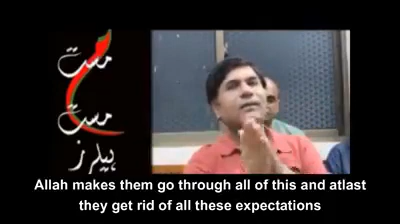 مست
مست
ہیلرز
Allah makes them go through all of this and atlast
they get rid of all these expectations